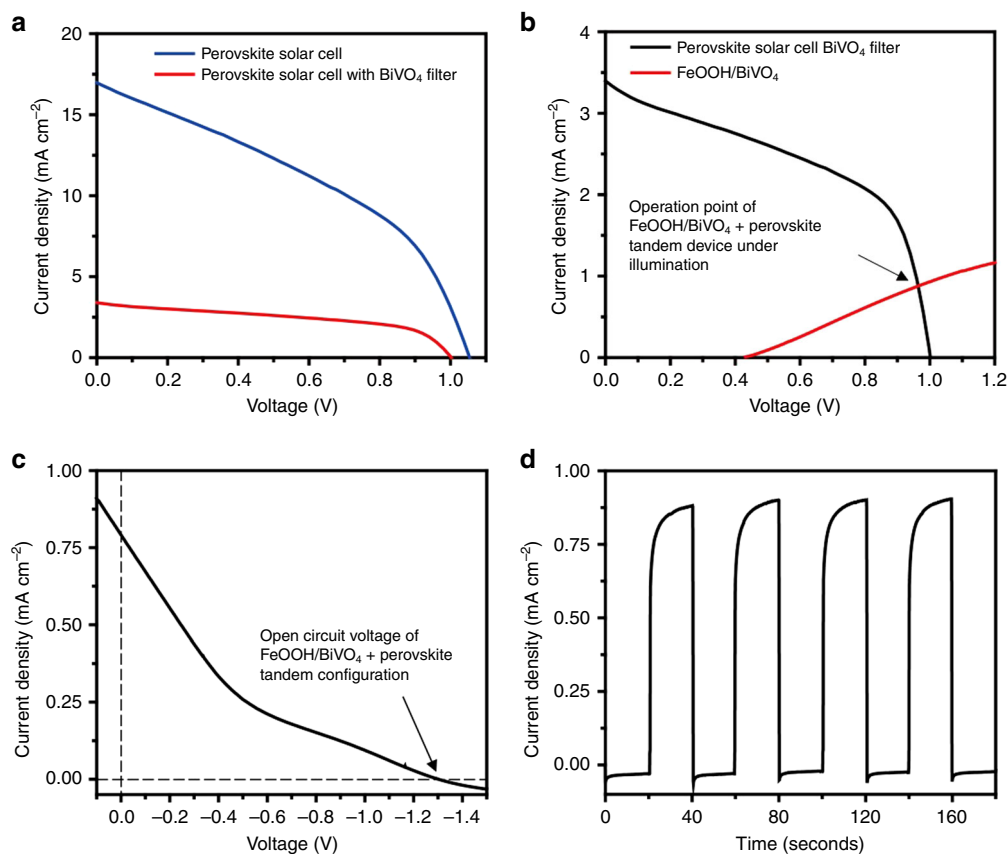 a
20
15
10
5
0
Current density (mA cm⁻²)
Perovskite solar cell
Perovskite solar cell with BiVO₄ filter
0.0 0.2 0.4 0.6 0.8 1.0
Voltage (V)
b
4
3
2
1
0
Current density (mA cm⁻²)
Perovskite solar cell BiVO₄ filter
FeOOH/BiVO₄
Operation point of
FeOOH/BiVO₄ + perovskite
tandem device under
illumination
0.0 0.2 0.4 0.6 0.8 1.0 1.2
Voltage (V)
c
1.00
0.75
0.50
0.25
0.00
Current density (mA cm⁻²)
Open circuit voltage of
FeOOH/BiVO₄ + perovskite
tandem configuration
0.0 −0.2 −0.4 −0.6 −0.8 −1.0 −1.2 −1.4
Voltage (V)
d
1.00
0.75
0.50
0.25
0.00
Current density (mA cm⁻²)
0 40 80 120 160
Time (seconds)